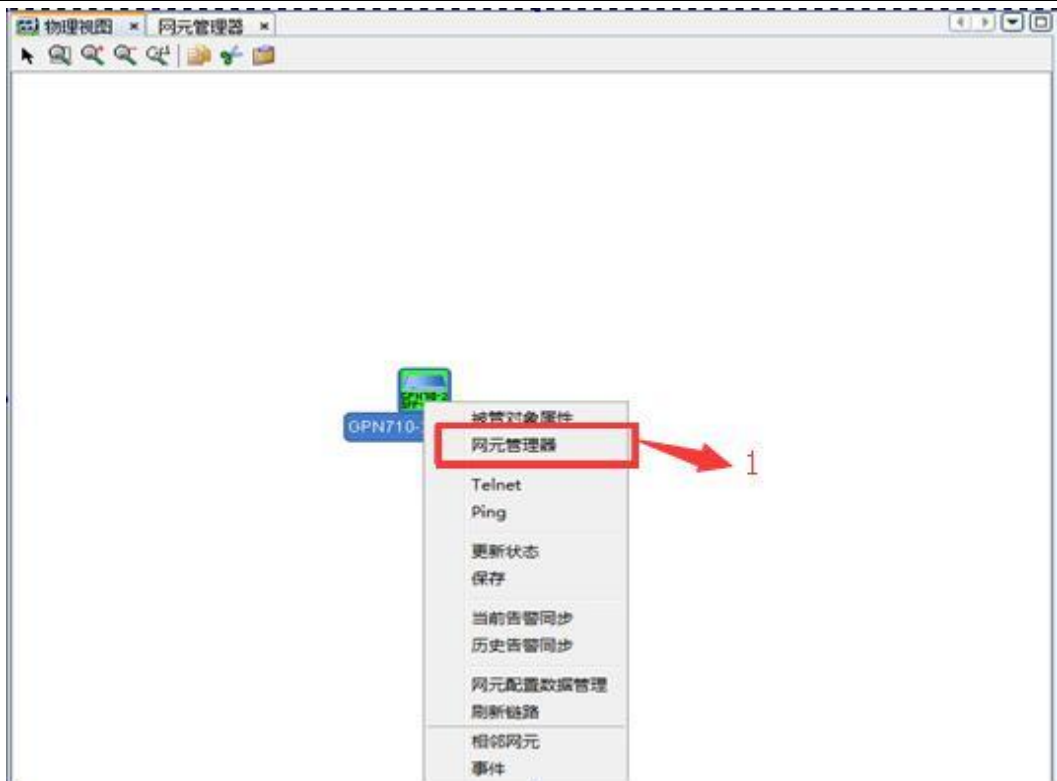 物理视图 × 网元管理器 ×
GPN710-
被管对象属性
网元管理器
1
Telnet
Ping
更新状态
保存
当前告警同步
历史告警同步
网元配置数据管理
刷新链路
相邻网元
事件